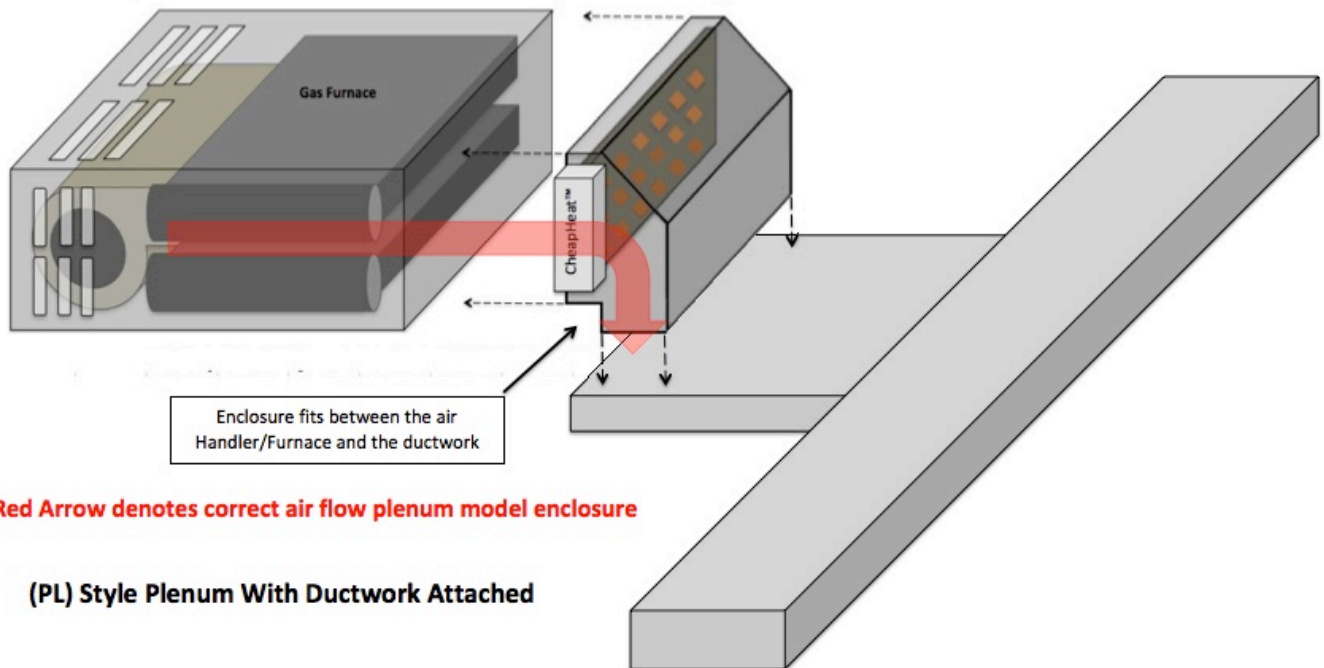 Gas Furnace
CheapHeat™
Enclosure fits between the air
Handler/Furnace and the ductwork
Red Arrow denotes correct air flow plenum model enclosure
(PL) Style Plenum With Ductwork Attached